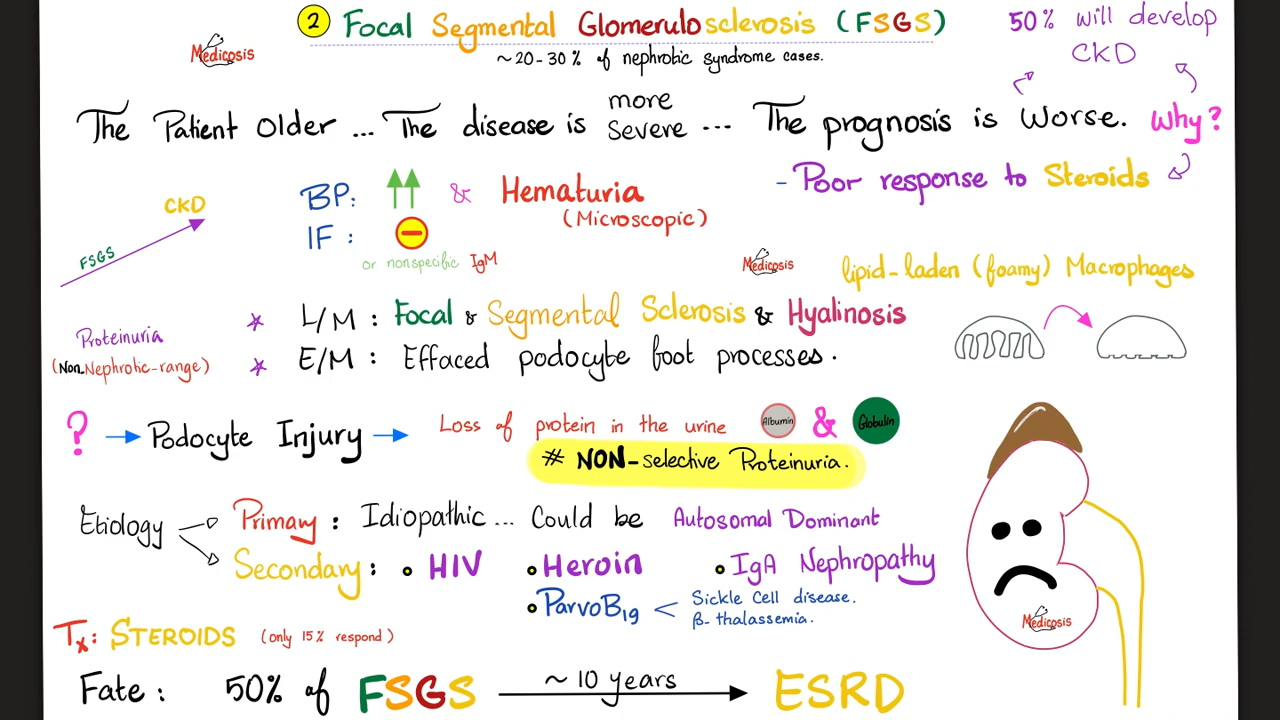 2 Focal Segmental Glomerulosclerosis (FSGS)
~20-30% of nephrotic syndrome cases.
50% will develop
CKD
Medicosis
The Patient Older ... The disease is more severe ... The prognosis is worse. Why?
- Poor response to Steroids
CKD
FSGS
BP: & Hematuria
(Microscopic)
IF :
or nonspecific IgM
Medicosis
lipid-laden (foamy) Macrophages
Proteinuria
(Non-Nephrotic-range)
* L/M : Focal & Segmental Sclerosis & Hyalinosis
* E/M : Effaced podocyte foot processes.
? → Podocyte Injury → Loss of protein in the urine Albumin & Globulin
# NON-selective Proteinuria.
Etiology
Primary : Idiopathic ... Could be Autosomal Dominant
Secondary : • HIV • Heroin • IgA Nephropathy
• ParvoB19 < Sickle Cell disease.
β-thalassemia.
Medicosis
Tx: STEROIDS (only 15% respond)
Fate : 50% of FSGS ~10 years → ESRD